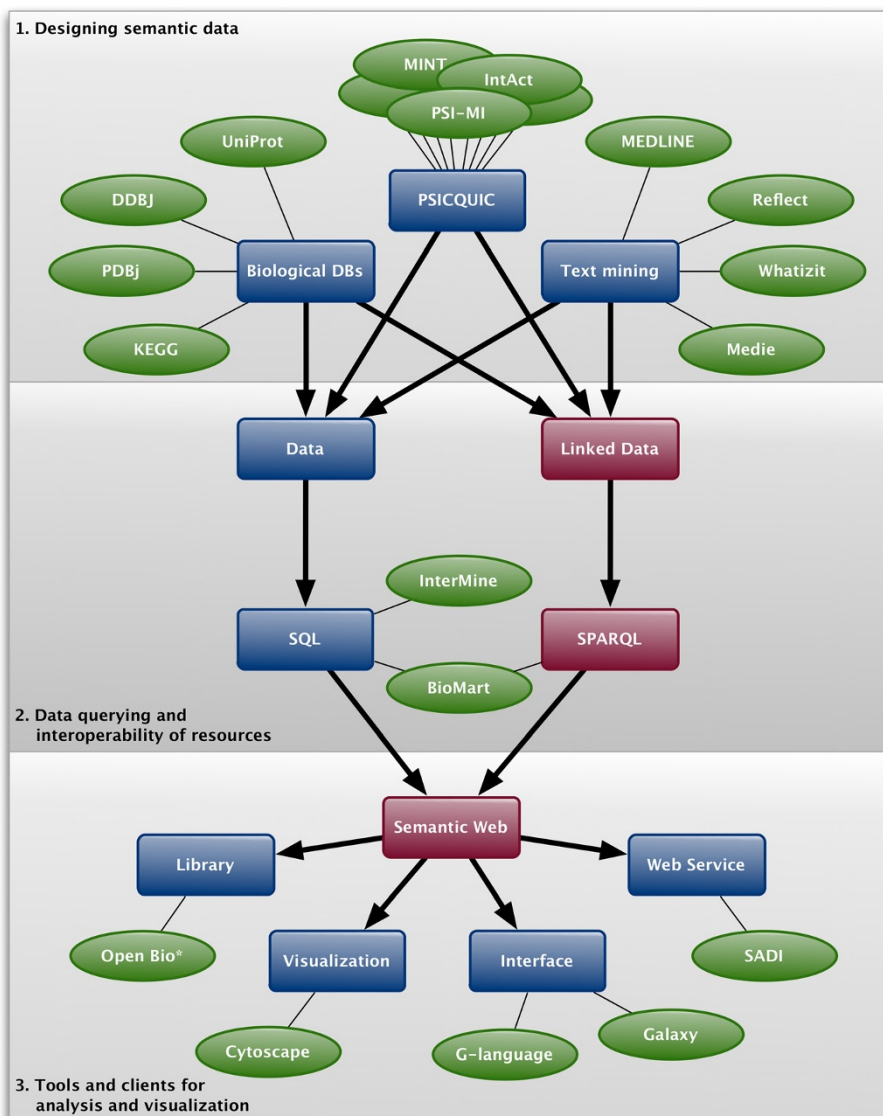 1. Designing semantic data
MINT
IntAct
PSI-MI
UniProt
MEDLINE
DDBJ
PSICQUIC
Reflect
PDBj
Biological DBs
Text mining
Whatizit
KEGG
Medie
Data
Linked Data
InterMine
SQL
SPARQL
BioMart
2. Data querying and
interoperability of resources
Semantic Web
Library
Web Service
Open Bio*
Visualization
Interface
SADI
Cytoscape
G-language
Galaxy
3. Tools and clients for
analysis and visualization